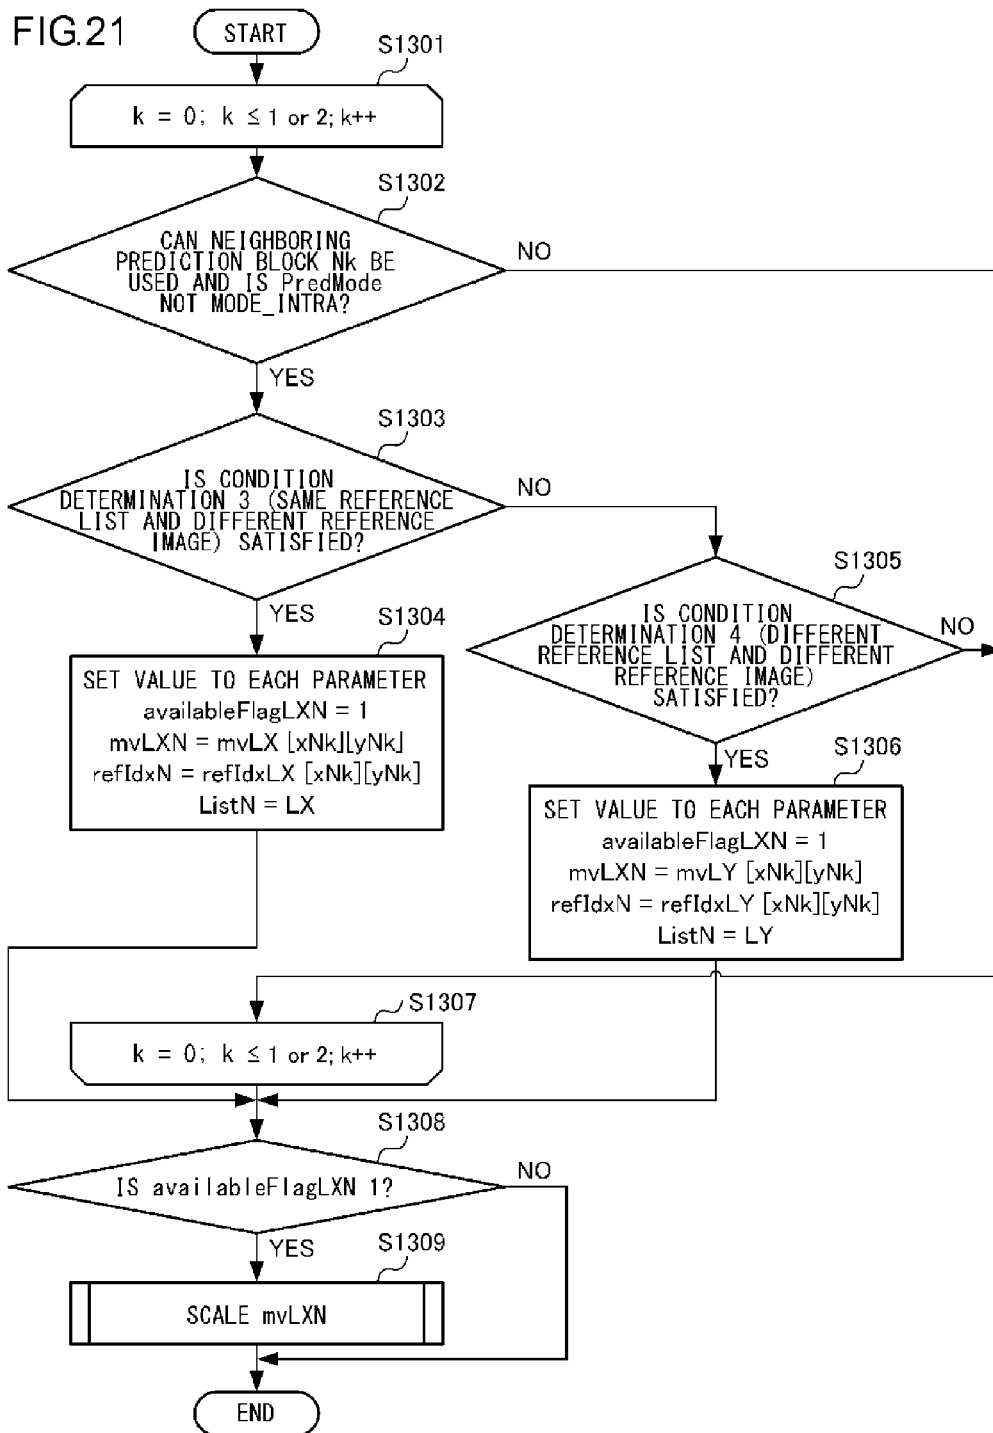 FIG.21
START
S1301
k = 0; k ≤ 1 or 2; k++
S1302
CAN NEIGHBORING
PREDICTION BLOCK Nk BE
USED AND IS PredMode
NOT MODE_INTRA?
NO
YES
S1303
IS CONDITION
DETERMINATION 3 (SAME REFERENCE
LIST AND DIFFERENT REFERENCE
IMAGE) SATISFIED?
NO
YES
S1304
SET VALUE TO EACH PARAMETER
availableFlagLXN = 1
mvLXN = mvLX [xNk][yNk]
refIdxN = refIdxLX [xNk][yNk]
ListN = LX
S1305
IS CONDITION
DETERMINATION 4 (DIFFERENT
REFERENCE LIST AND DIFFERENT
REFERENCE IMAGE)
SATISFIED?
NO
YES
S1306
SET VALUE TO EACH PARAMETER
availableFlagLXN = 1
mvLXN = mvLY [xNk][yNk]
refIdxN = refIdxLY [xNk][yNk]
ListN = LY
S1307
k = 0; k ≤ 1 or 2; k++
S1308
IS availableFlagLXN 1?
NO
YES
S1309
SCALE mvLXN
END